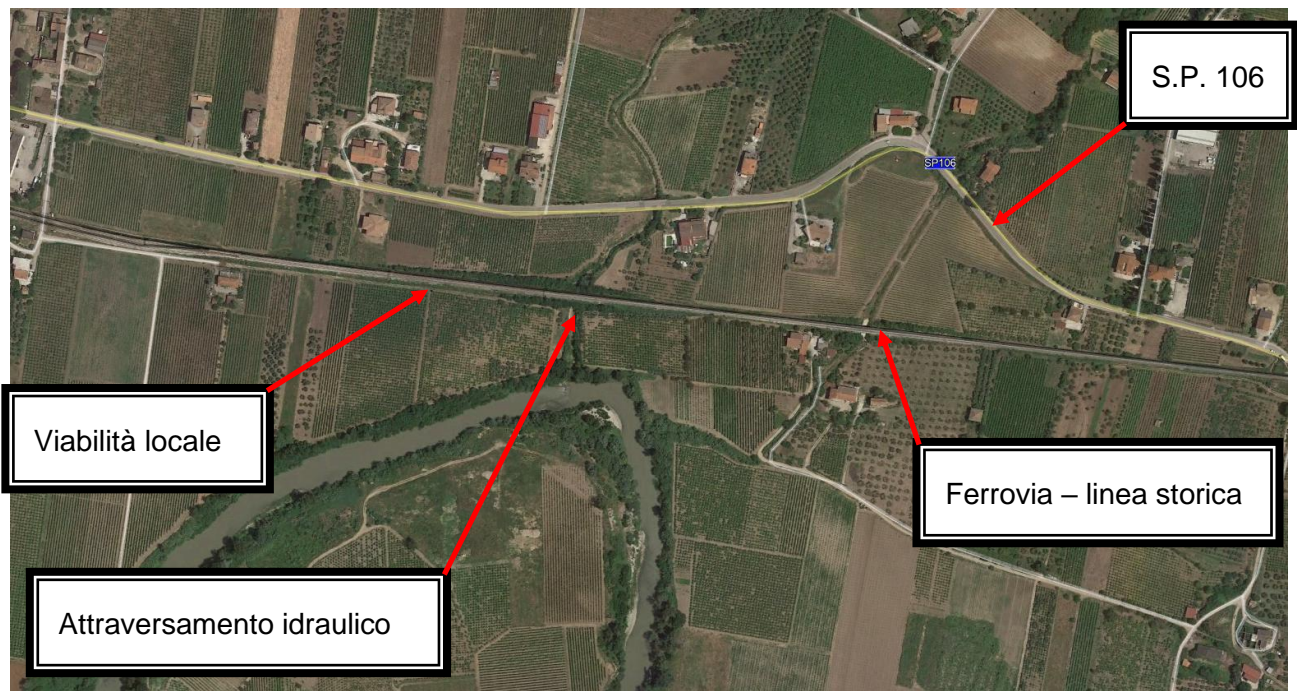 S.P. 106
SP106
Viabilità locale
Ferrovia – linea storica
Attraversamento idraulico